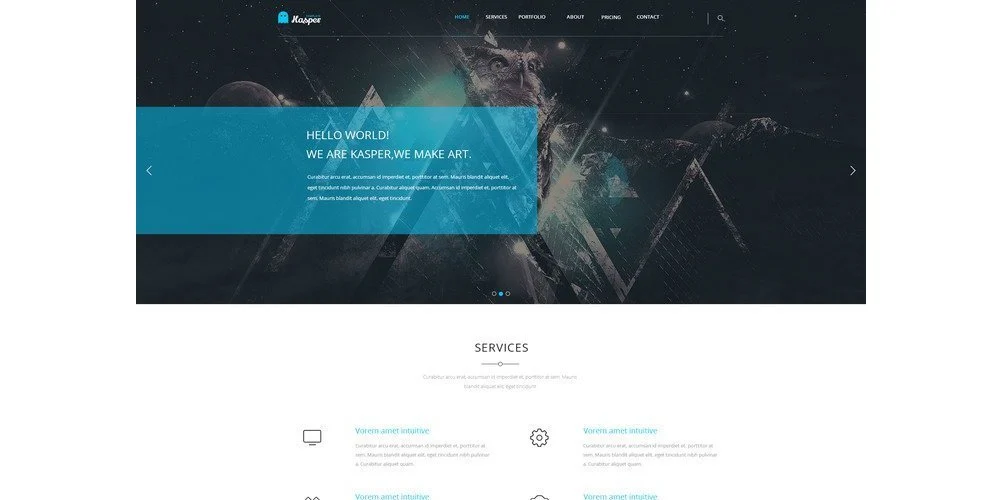 Kasper
HOME SERVICES PORTFOLIO ABOUT PRICING CONTACT
HELLO WORLD!
WE ARE KASPER,WE MAKE ART.
Curabitur arcu erat, accumsan id imperdiet et, porttitor at sem. Mauris blandit aliquet elit,
eget tincidunt nibh pulvinar a. Curabitur aliquet quam. Accumsan id imperdiet et, porttitor at
sem. Mauris blandit aliquet elit, eget tincidunt.
SERVICES
Curabitur arcu erat, accumsan id imperdiet et, porttitor at sem. Mauris
blandit aliquet elit, eget tincidunt
Vorem amet intuitive
Curabitur arcu erat, accumsan id imperdiet et, porttitor at
sem. Mauris blandit aliquet elit, eget tincidunt nibh pulvinar
a. Curabitur aliquet quam.
Vorem amet intuitive
Curabitur arcu erat, accumsan id imperdiet et, porttitor at
sem. Mauris blandit aliquet elit, eget tincidunt nibh pulvinar
a. Curabitur aliquet quam.
Vorem amet intuitive
Vorem amet intuitive